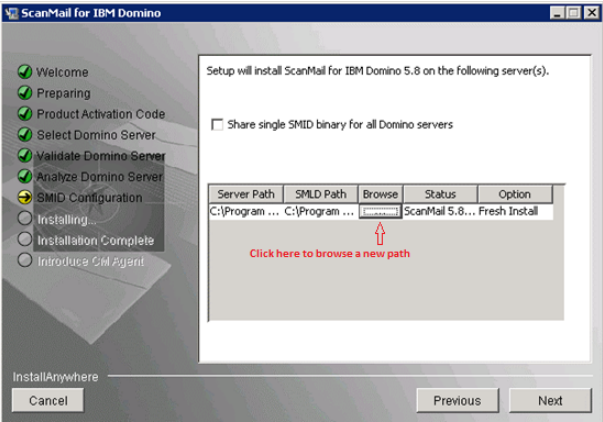 ScanMail for IBM Domino
Welcome
Preparing
Product Activation Code
Select Domino Server
Validate Domino Server
Analyze Domino Server
SMID Configuration
Installing...
Installation Complete
Introduce CM Agent
Setup will install ScanMail for IBM Domino 5.8 on the following server(s).
Share single SMID binary for all Domino servers
Server Path SMLD Path Browse Status Option
C:\Program ... C:\Program ... ... ScanMail 5.8... Fresh Install
Click here to browse a new path
InstallAnywhere
Cancel Previous Next